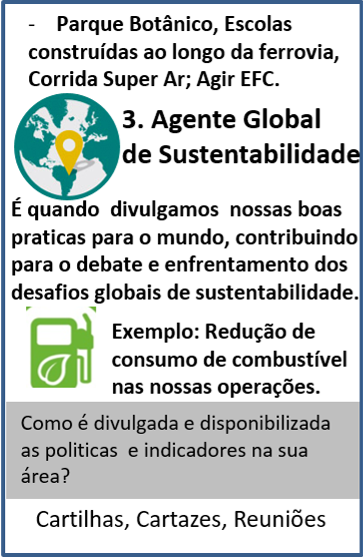 - Parque Botânico, Escolas
construídas ao longo da ferrovia,
Corrida Super Ar; Agir EFC.
3. Agente Global
de Sustentabilidade
É quando divulgamos nossas boas
praticas para o mundo, contribuindo
para o debate e enfrentamento dos
desafios globais de sustentabilidade.
Exemplo: Redução de
consumo de combustível
nas nossas operações.
Como é divulgada e disponibilizada
as politicas e indicadores na sua
área?
Cartilhas, Cartazes, Reuniões